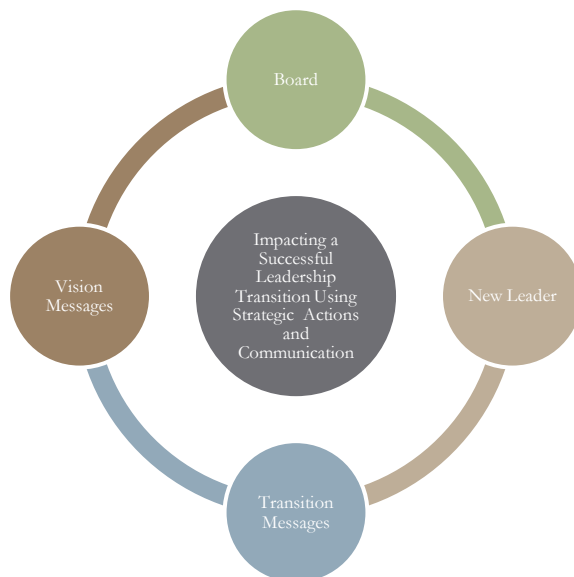 Board
Impacting a
Successful
Leadership
Transition Using
Strategic Actions
and
Communication
Vision
Messages
New Leader
Transition
Messages